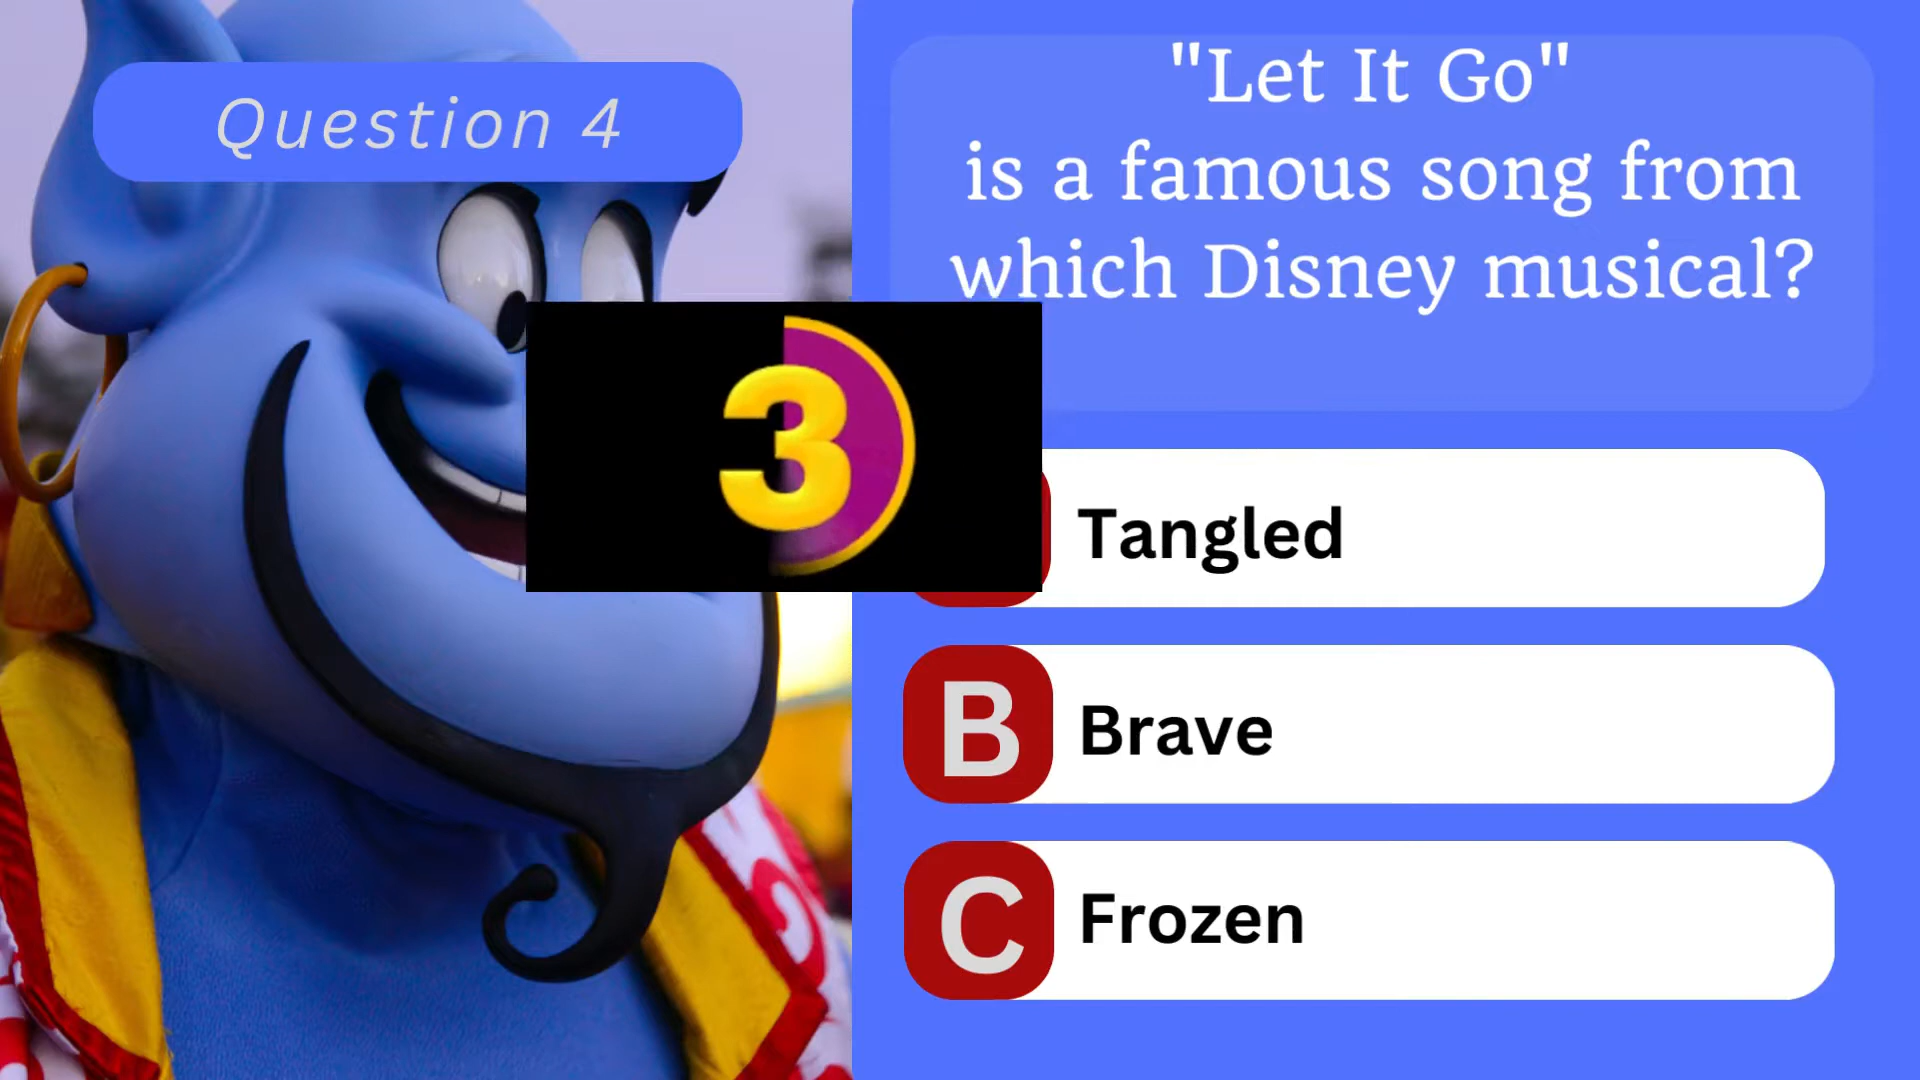 Question 4
"Let It Go"
is a famous song from
which Disney musical?
3
Tangled
B
Brave
C
Frozen